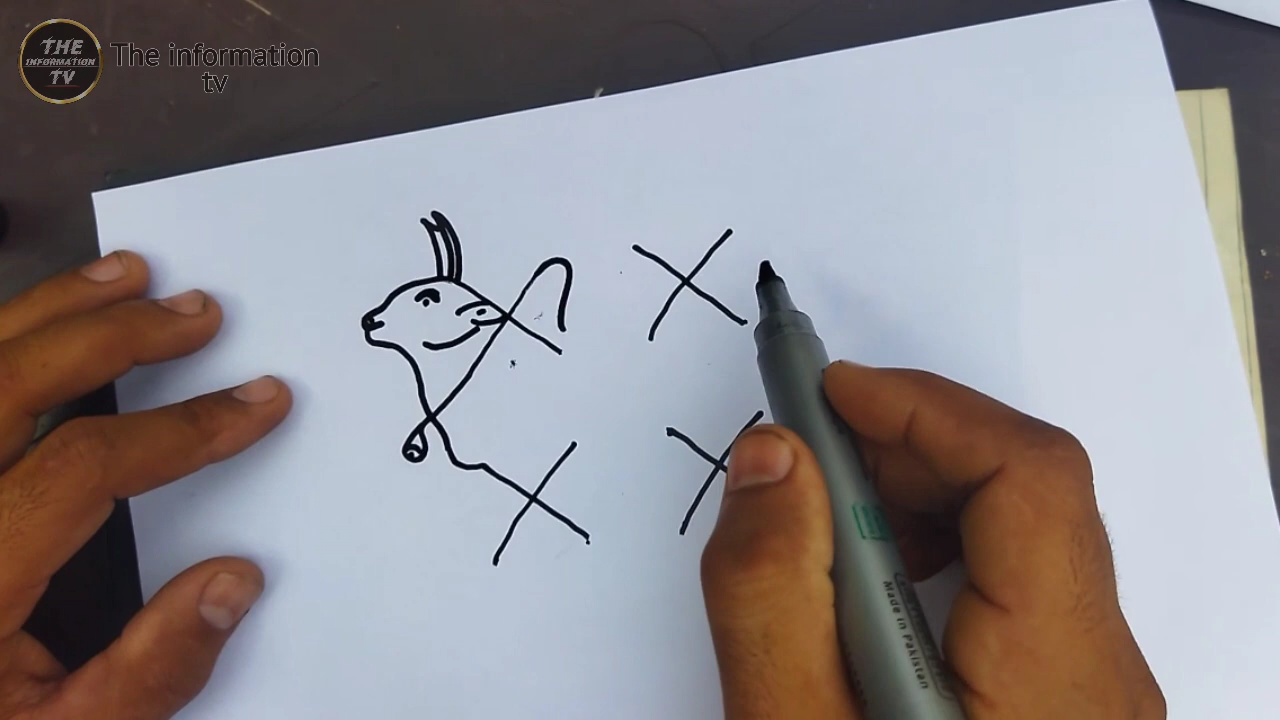 THE
INFORMATION
TV
The information
tv
Made in Pakistan